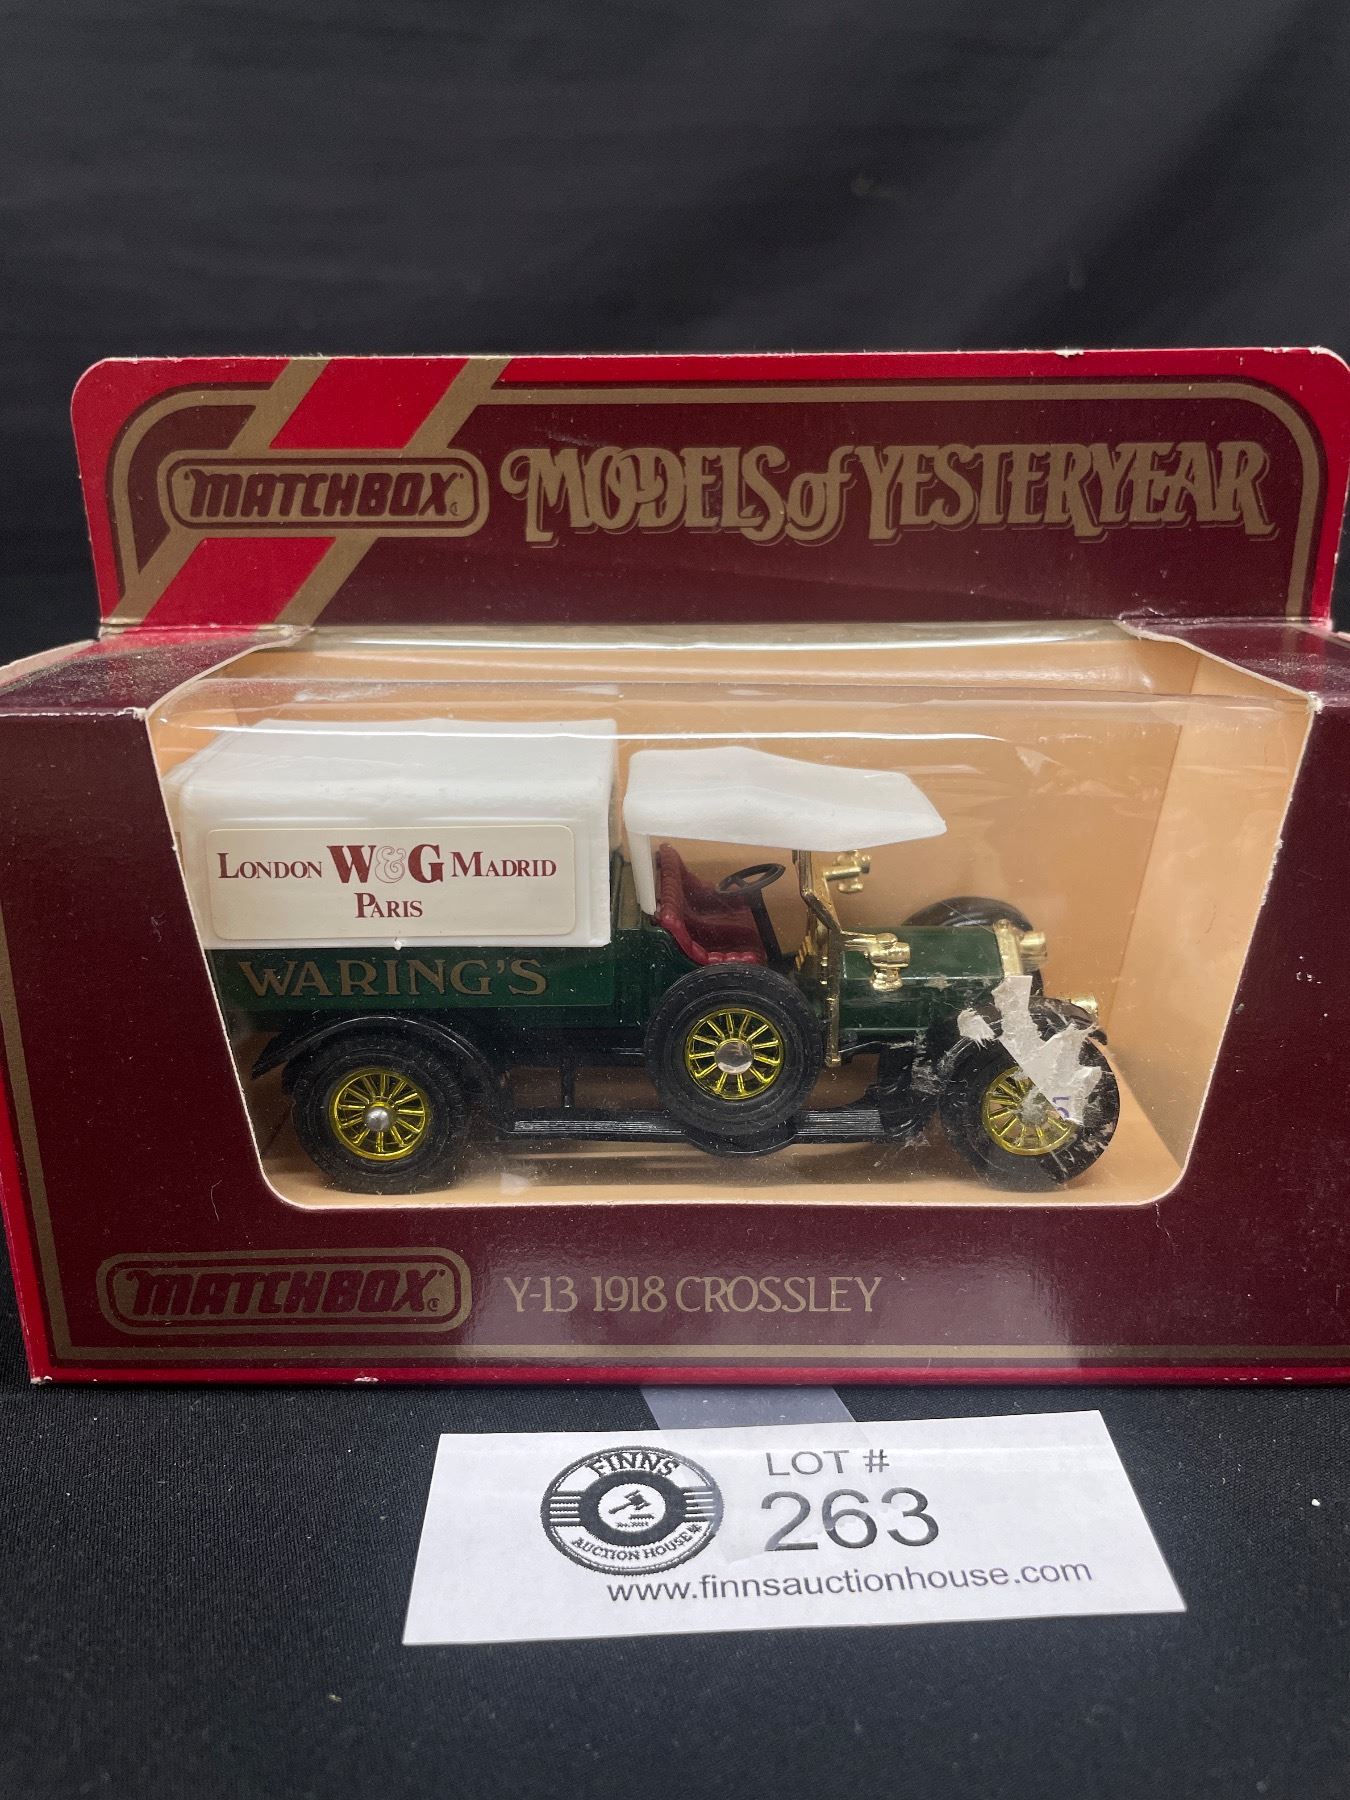 MATCHBOX MODELS of YESTERYEAR
LONDON W&G MADRID
PARIS
WARING'S
MATCHBOX Y-13 1918 CROSSLEY
FINNS
AUCTION HOUSE
LOT #
263
www.finnsauctionhouse.com